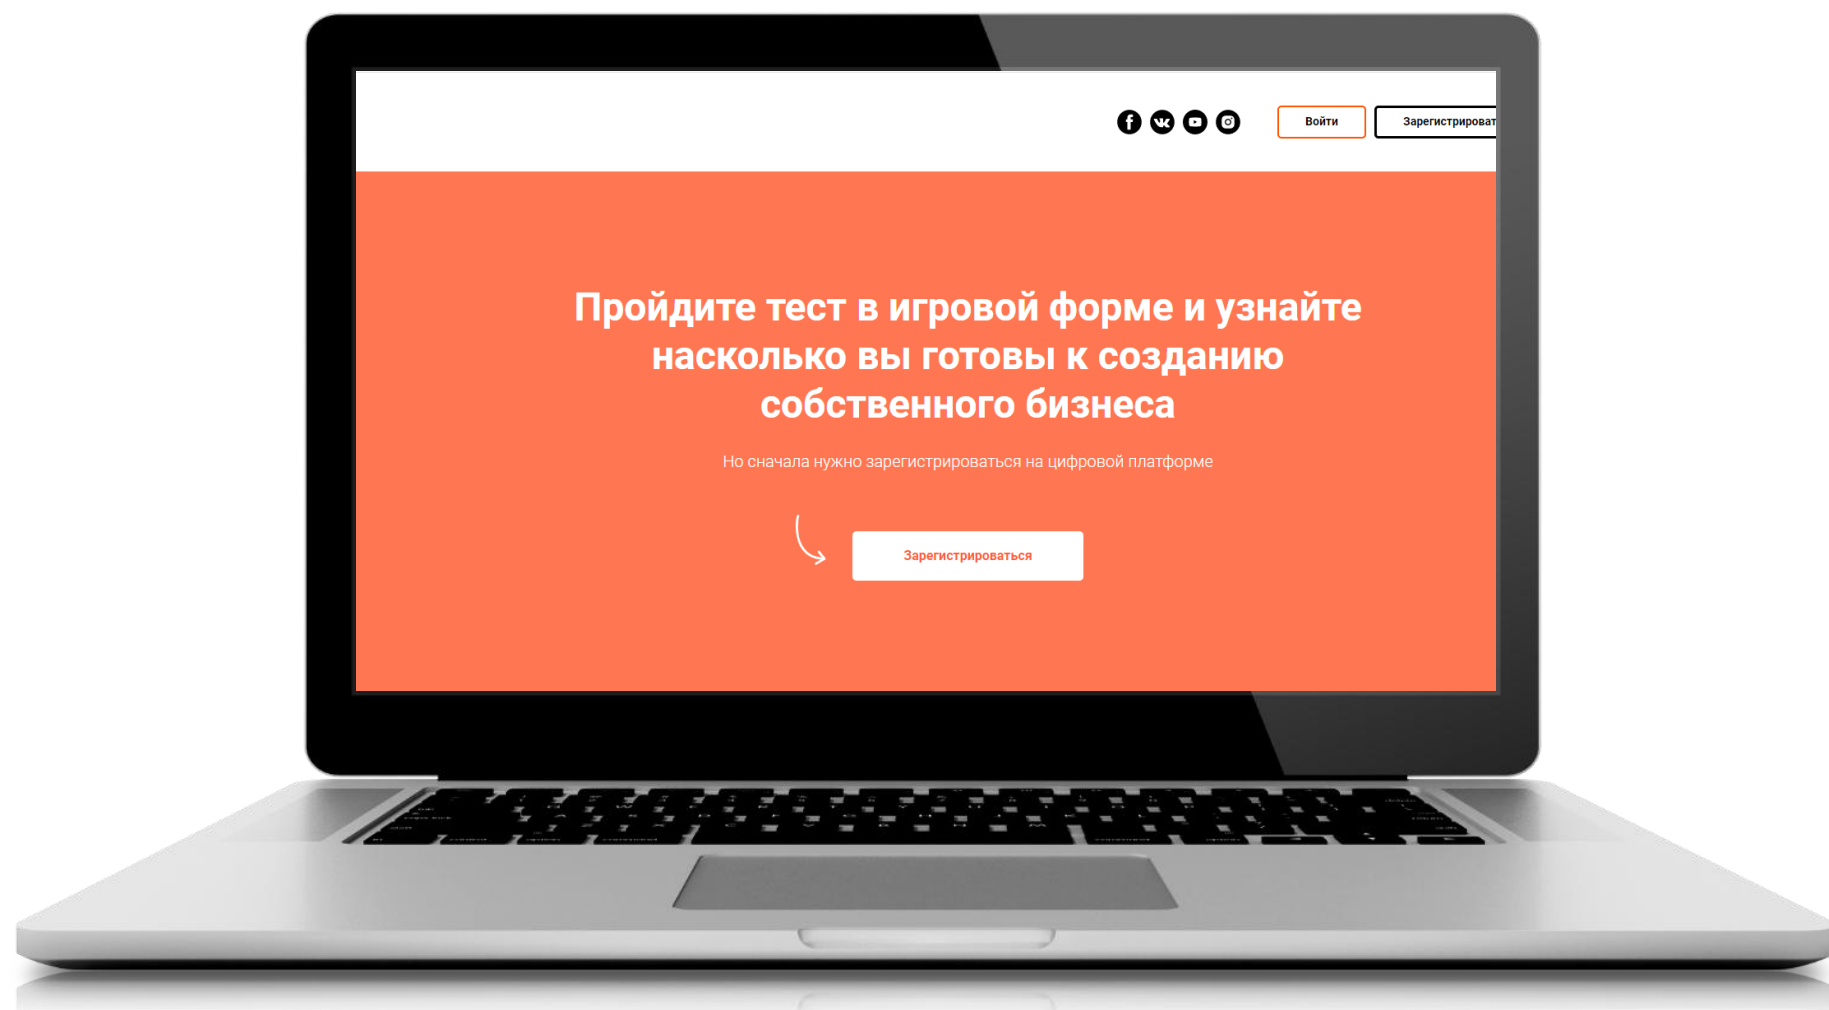 Войти
Зарегистрироват
Пройдите тест в игровой форме и узнайте
насколько вы готовы к созданию
собственного бизнеса
Но сначала нужно зарегистрироваться на цифровой платформе
Зарегистрироваться